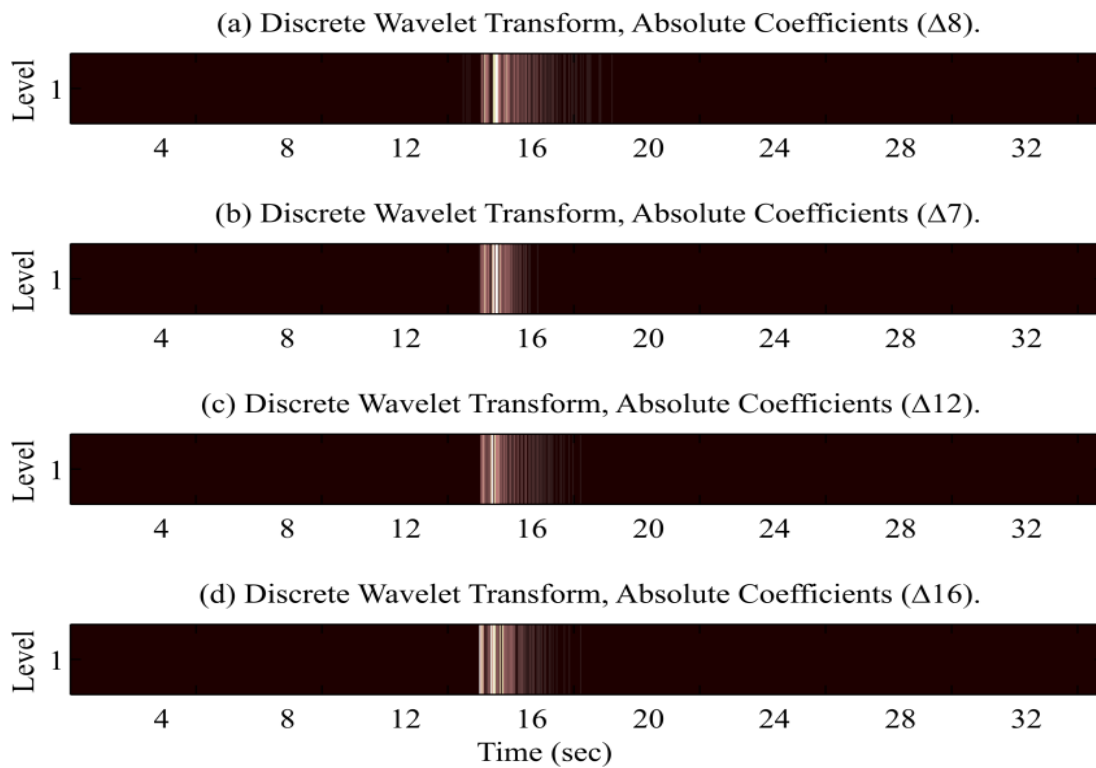 (a) Discrete Wavelet Transform, Absolute Coefficients (Δ8).
Level
1
4 8 12 16 20 24 28 32
(b) Discrete Wavelet Transform, Absolute Coefficients (Δ7).
Level
1
4 8 12 16 20 24 28 32
(c) Discrete Wavelet Transform, Absolute Coefficients (Δ12).
Level
1
4 8 12 16 20 24 28 32
(d) Discrete Wavelet Transform, Absolute Coefficients (Δ16).
Level
1
4 8 12 16 20 24 28 32
Time (sec)